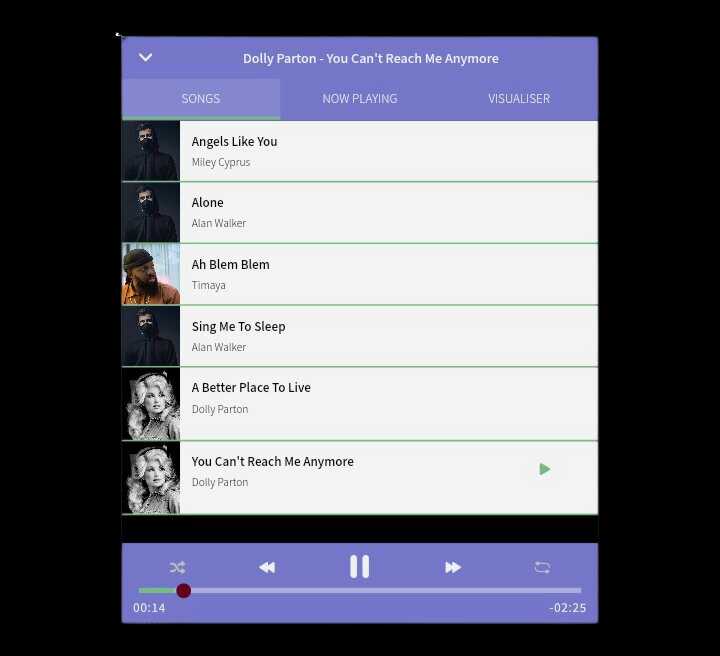 Dolly Parton - You Can't Reach Me Anymore
SONGS
NOW PLAYING
VISUALISER
Angels Like You
Miley Cyprus
Alone
Alan Walker
Ah Blem Blem
Timaya
Sing Me To Sleep
Alan Walker
A Better Place To Live
Dolly Parton
You Can't Reach Me Anymore
Dolly Parton
00:14
-02:25